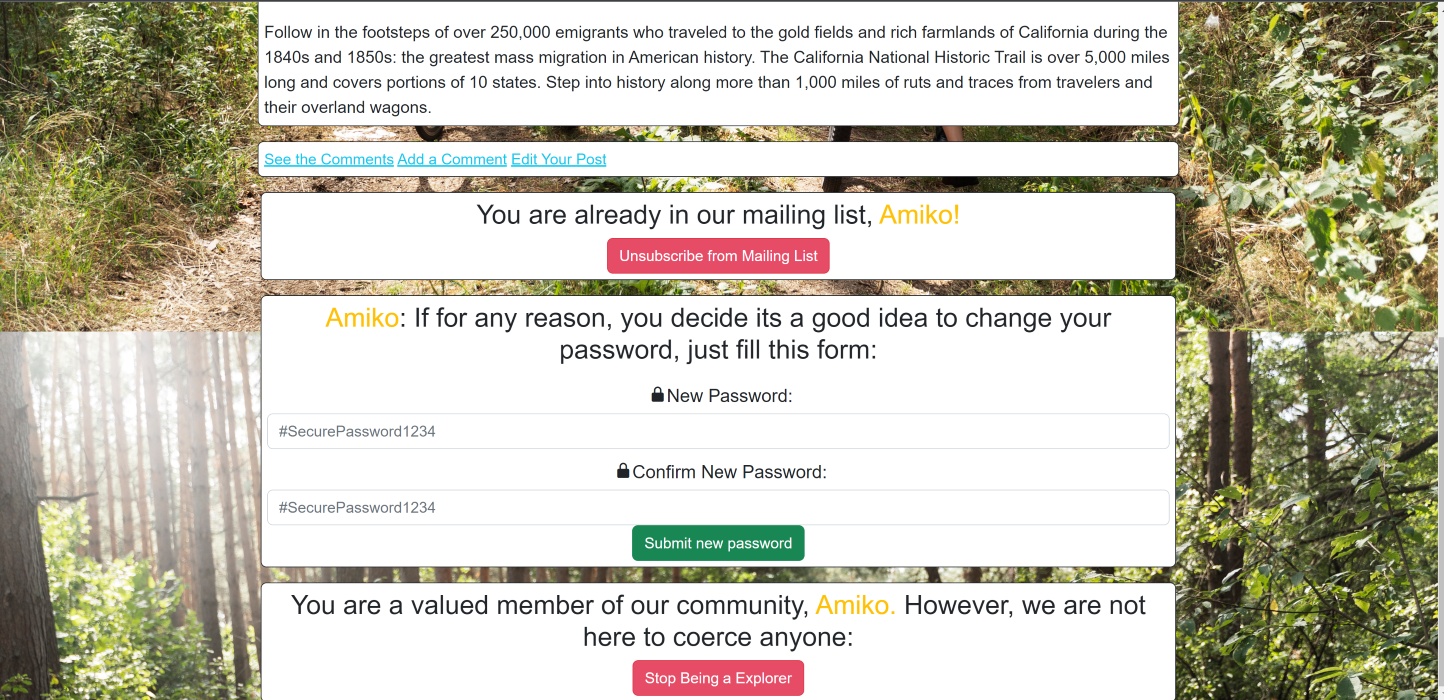 Follow in the footsteps of over 250,000 emigrants who traveled to the gold fields and rich farmlands of California during the
1840s and 1850s: the greatest mass migration in American history. The California National Historic Trail is over 5,000 miles
long and covers portions of 10 states. Step into history along more than 1,000 miles of ruts and traces from travelers and
their overland wagons.
See the Comments Add a Comment Edit Your Post
You are already in our mailing list, Amiko!
Unsubscribe from Mailing List
Amiko: If for any reason, you decide its a good idea to change your
password, just fill this form:
New Password:
#SecurePassword1234
Confirm New Password:
#SecurePassword1234
Submit new password
You are a valued member of our community, Amiko. However, we are not
here to coerce anyone:
Stop Being a Explorer